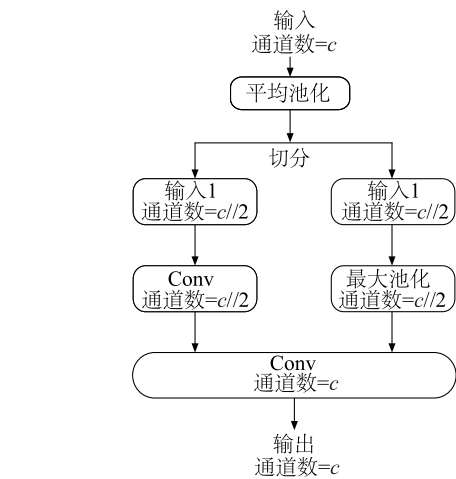 输入
通道数=c
平均池化
切分
输入1
通道数=c//2
输入1
通道数=c//2
Conv
通道数=c//2
最大池化
通道数=c//2
Conv
通道数=c
输出
通道数=c